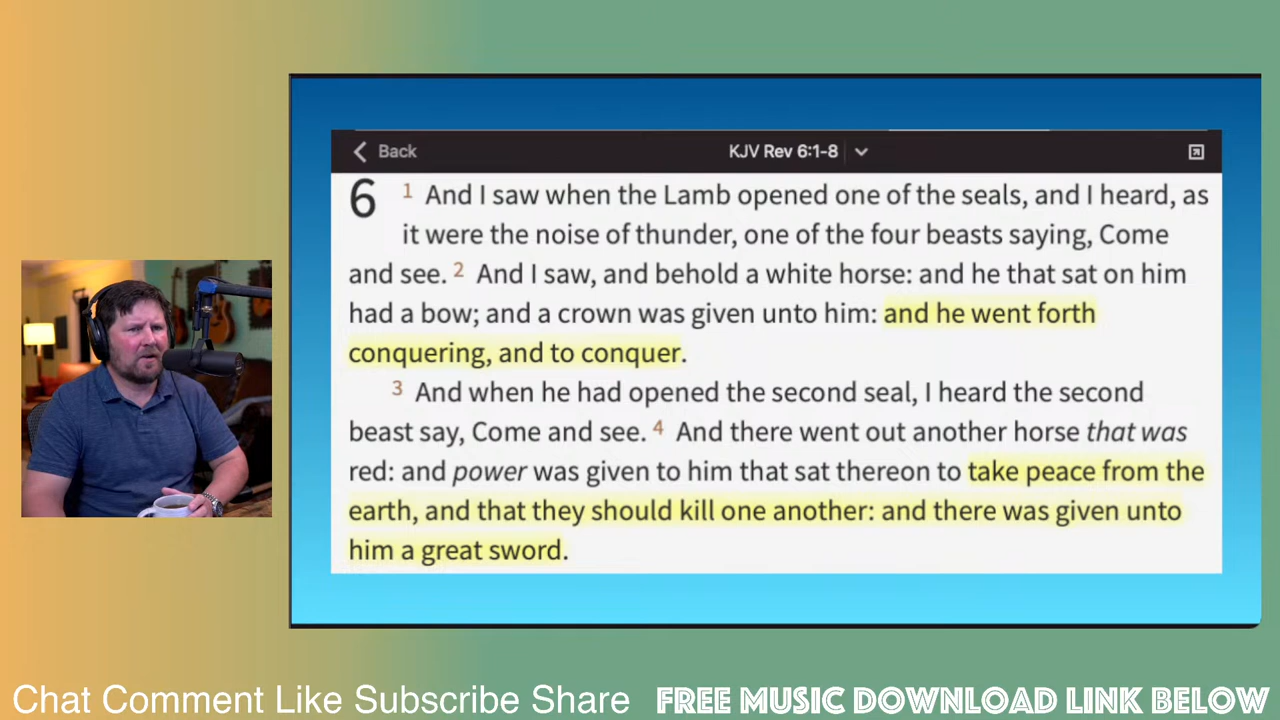 Back
KJV Rev 6:1-8
6 1 And I saw when the Lamb opened one of the seals, and I heard, as
it were the noise of thunder, one of the four beasts saying, Come
and see. 2 And I saw, and behold a white horse: and he that sat on him
had a bow; and a crown was given unto him: and he went forth
conquering, and to conquer.
3 And when he had opened the second seal, I heard the second
beast say, Come and see. 4 And there went out another horse that was
red: and power was given to him that sat thereon to take peace from the
earth, and that they should kill one another: and there was given unto
him a great sword.
Chat Comment Like Subscribe Share
FREE MUSIC DOWNLOAD LINK BELOW